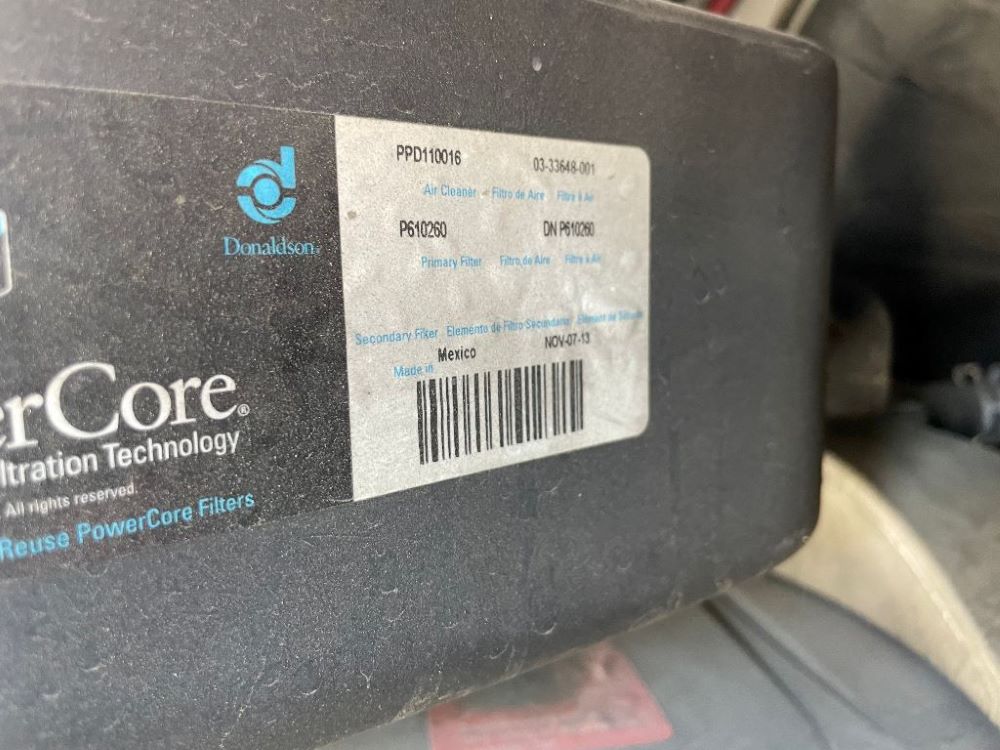 PPD110016 03-33648-001
Air Cleaner Filtro de Aire Filtre à Air
P610260 DN P610260
Primary Filter Filtro de Aire Filtre à Air
Secondary Filter Elemento de Filtro Secundario Element de
Made in Mexico NOV-07-13
Donaldson
erCore®
ltration Technology
All rights reserved.
Reuse PowerCore Filters